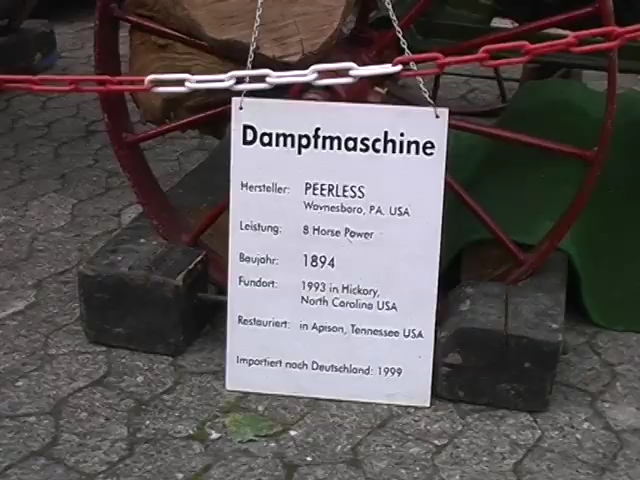 Dampfmaschine
Hersteller: PEERLESS
Waynesboro, PA. USA
Leistung: 8 Horse Power
Baujahr: 1894
Fundort: 1993 in Hickory,
North Carolina USA
Restauriert: in Apison, Tennessee USA
Importiert nach Deutschland: 1999